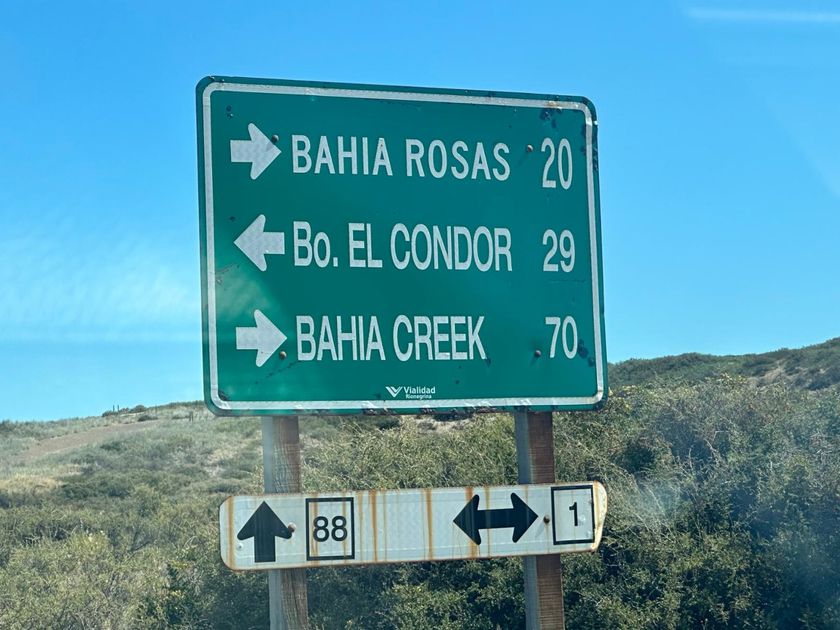 BAHIA ROSAS 20
Bo. EL CONDOR 29
BAHIA CREEK 70
Vialidad
Rionegrina
88 1